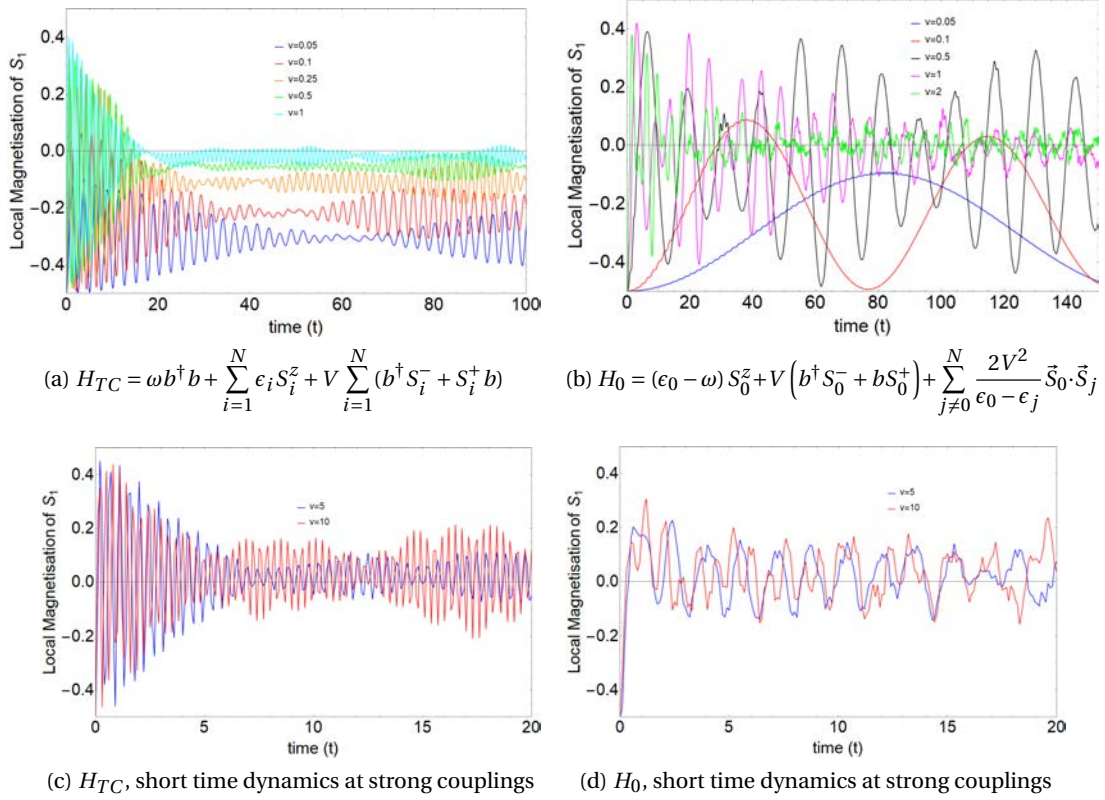 Local Magnetisation of S₁
0.4
0.2
0.0
−0.2
−0.4
v=0.05
v=0.1
v=0.25
v=0.5
v=1
0 20 40 60 80 100
time (t)
(a) H_{TC} = ωb†b + ∑_{i=1}^{N} ϵ_i S_i^z + V ∑_{i=1}^{N} (b† S_i^− + S_i^+ b)
Local Magnetisation of S₁
0.4
0.2
0.0
−0.2
−0.4
v=0.05
v=0.1
v=0.5
v=1
v=2
0 20 40 60 80 100 120 140
time (t)
(b) H_0 = (ϵ_0 − ω) S_0^z + V (b† S_0^− + b S_0^+) + ∑_{j≠0}^{N} \frac{2V^2}{ϵ_0 − ϵ_j} \vec{S}_0 · \vec{S}_j
Local Magnetisation of S₁
0.4
0.2
0.0
−0.2
−0.4
v=5
v=10
0 5 10 15 20
time (t)
(c) H_{TC}, short time dynamics at strong couplings
Local Magnetisation of S₁
0.4
0.2
0.0
−0.2
−0.4
v=5
v=10
0 5 10 15 20
time (t)
(d) H_0, short time dynamics at strong couplings